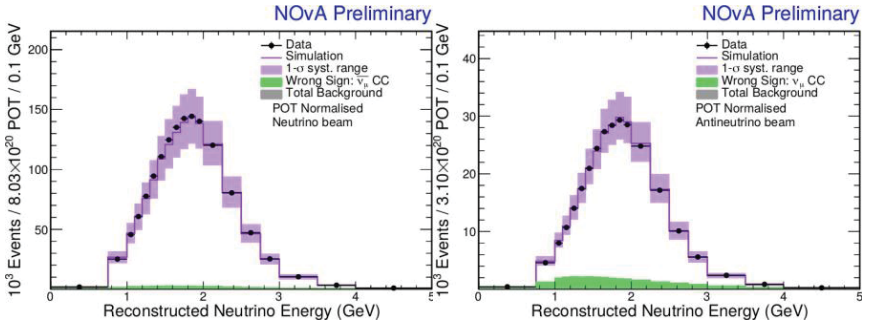 NOvA Preliminary
10³ Events / 8.03×10²⁰ POT / 0.1 GeV
200
150
100
50
Data
Simulation
1-σ syst. range
Wrong Sign: ν̅μ CC
Total Background
POT Normalised
Neutrino beam
0 1 2 3 4 5
Reconstructed Neutrino Energy (GeV)
NOvA Preliminary
10³ Events / 3.10×10²⁰ POT / 0.1 GeV
40
30
20
10
Data
Simulation
1-σ syst. range
Wrong Sign: νμ CC
Total Background
POT Normalised
Antineutrino beam
0 1 2 3 4 5
Reconstructed Neutrino Energy (GeV)